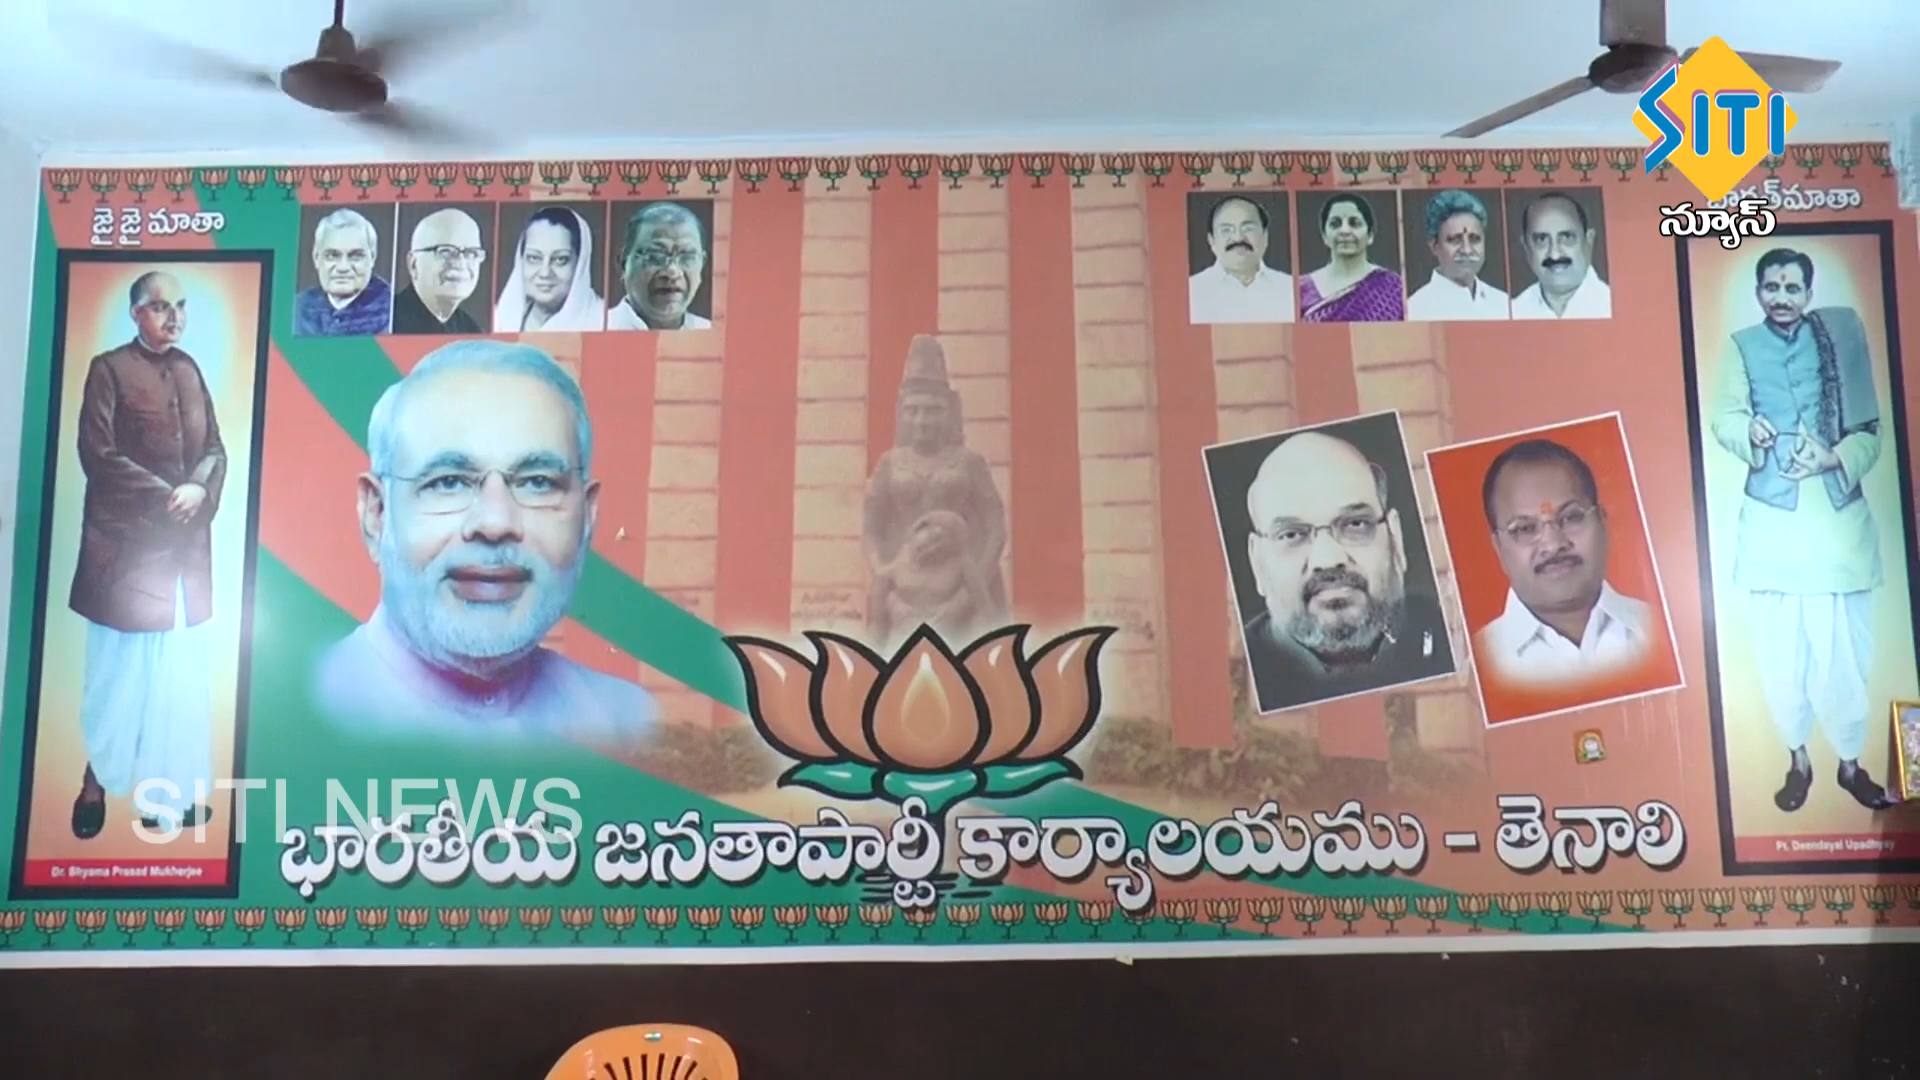 SITI
న్యూస్
జై జై మాతా
SITI NEWS
భారతీయ జనతాపార్టీ కార్యాలయము - తెనాలి
Dr. Shyama Prasad Mukherjee
Pt. Deendayal Upadhyay